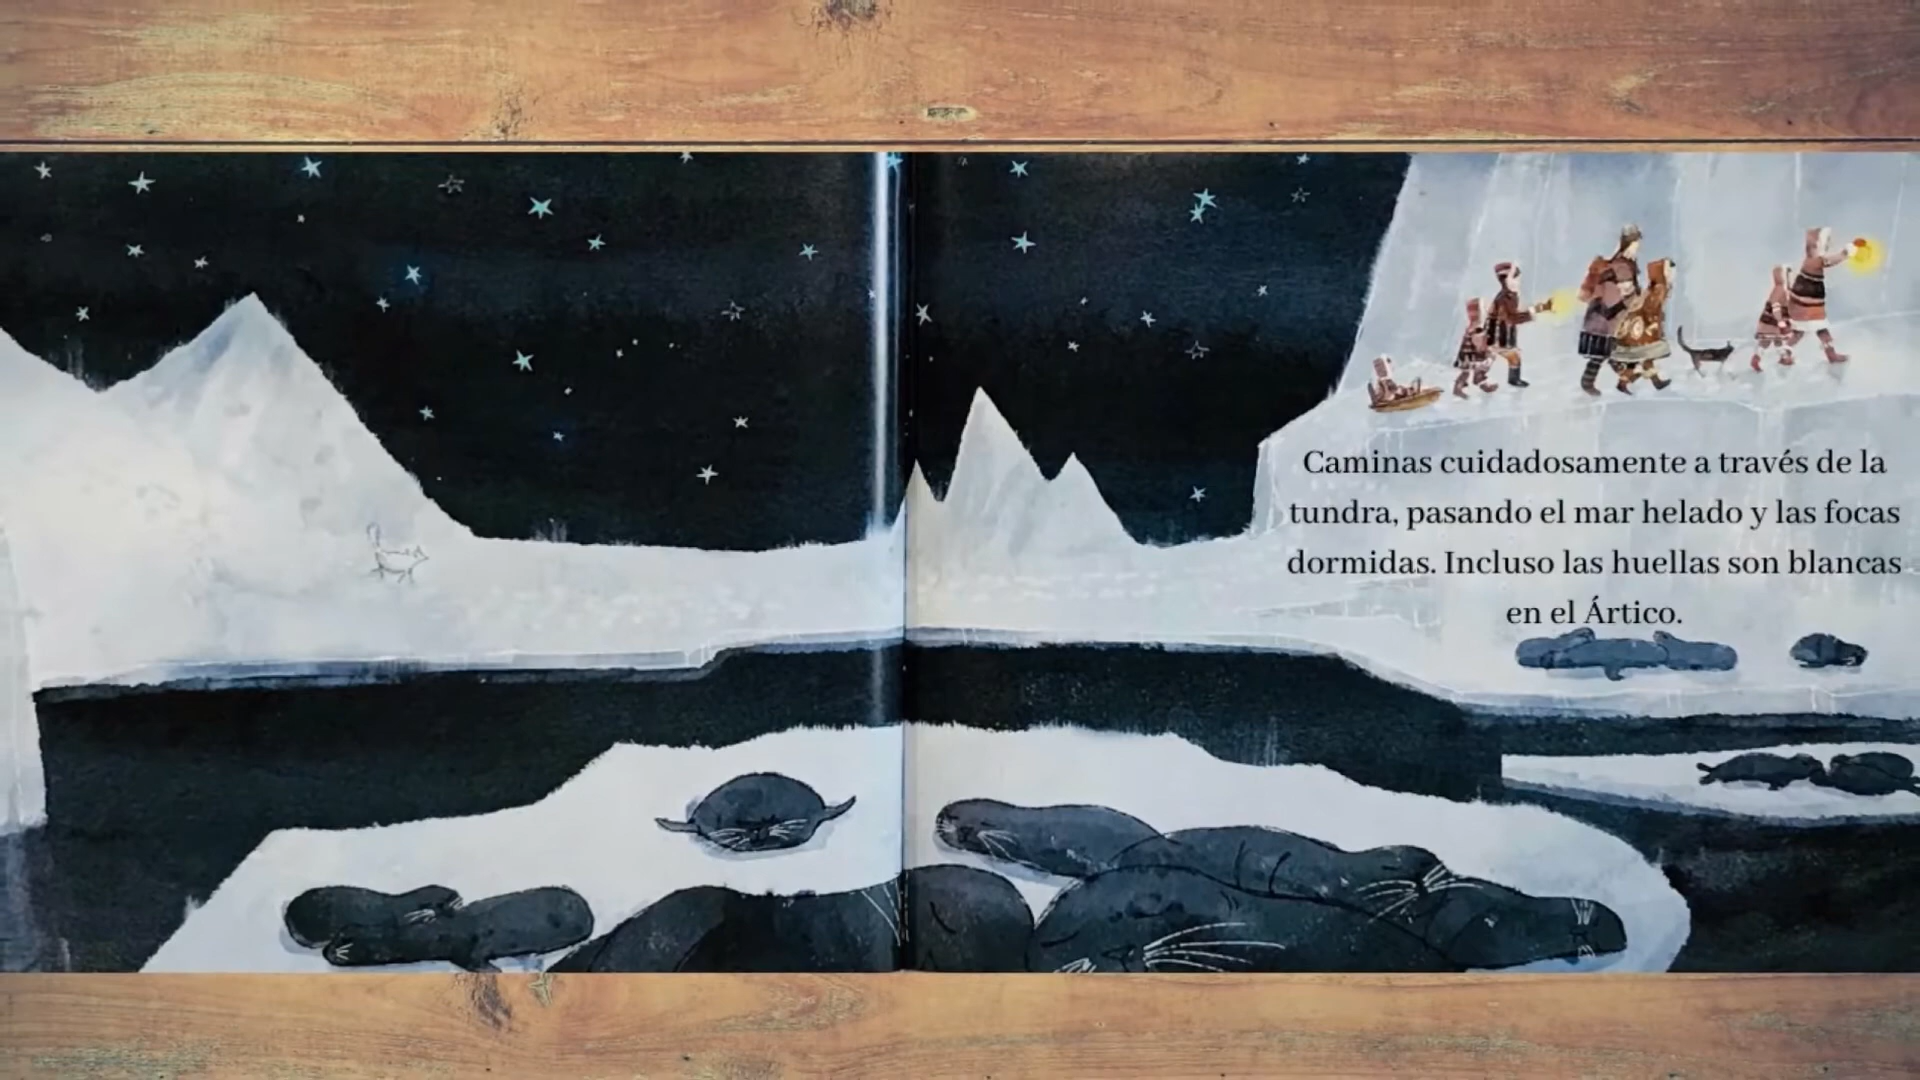 Caminas cuidadosamente a través de la
tundra, pasando el mar helado y las focas
dormidas. Incluso las huellas son blancas
en el Ártico.